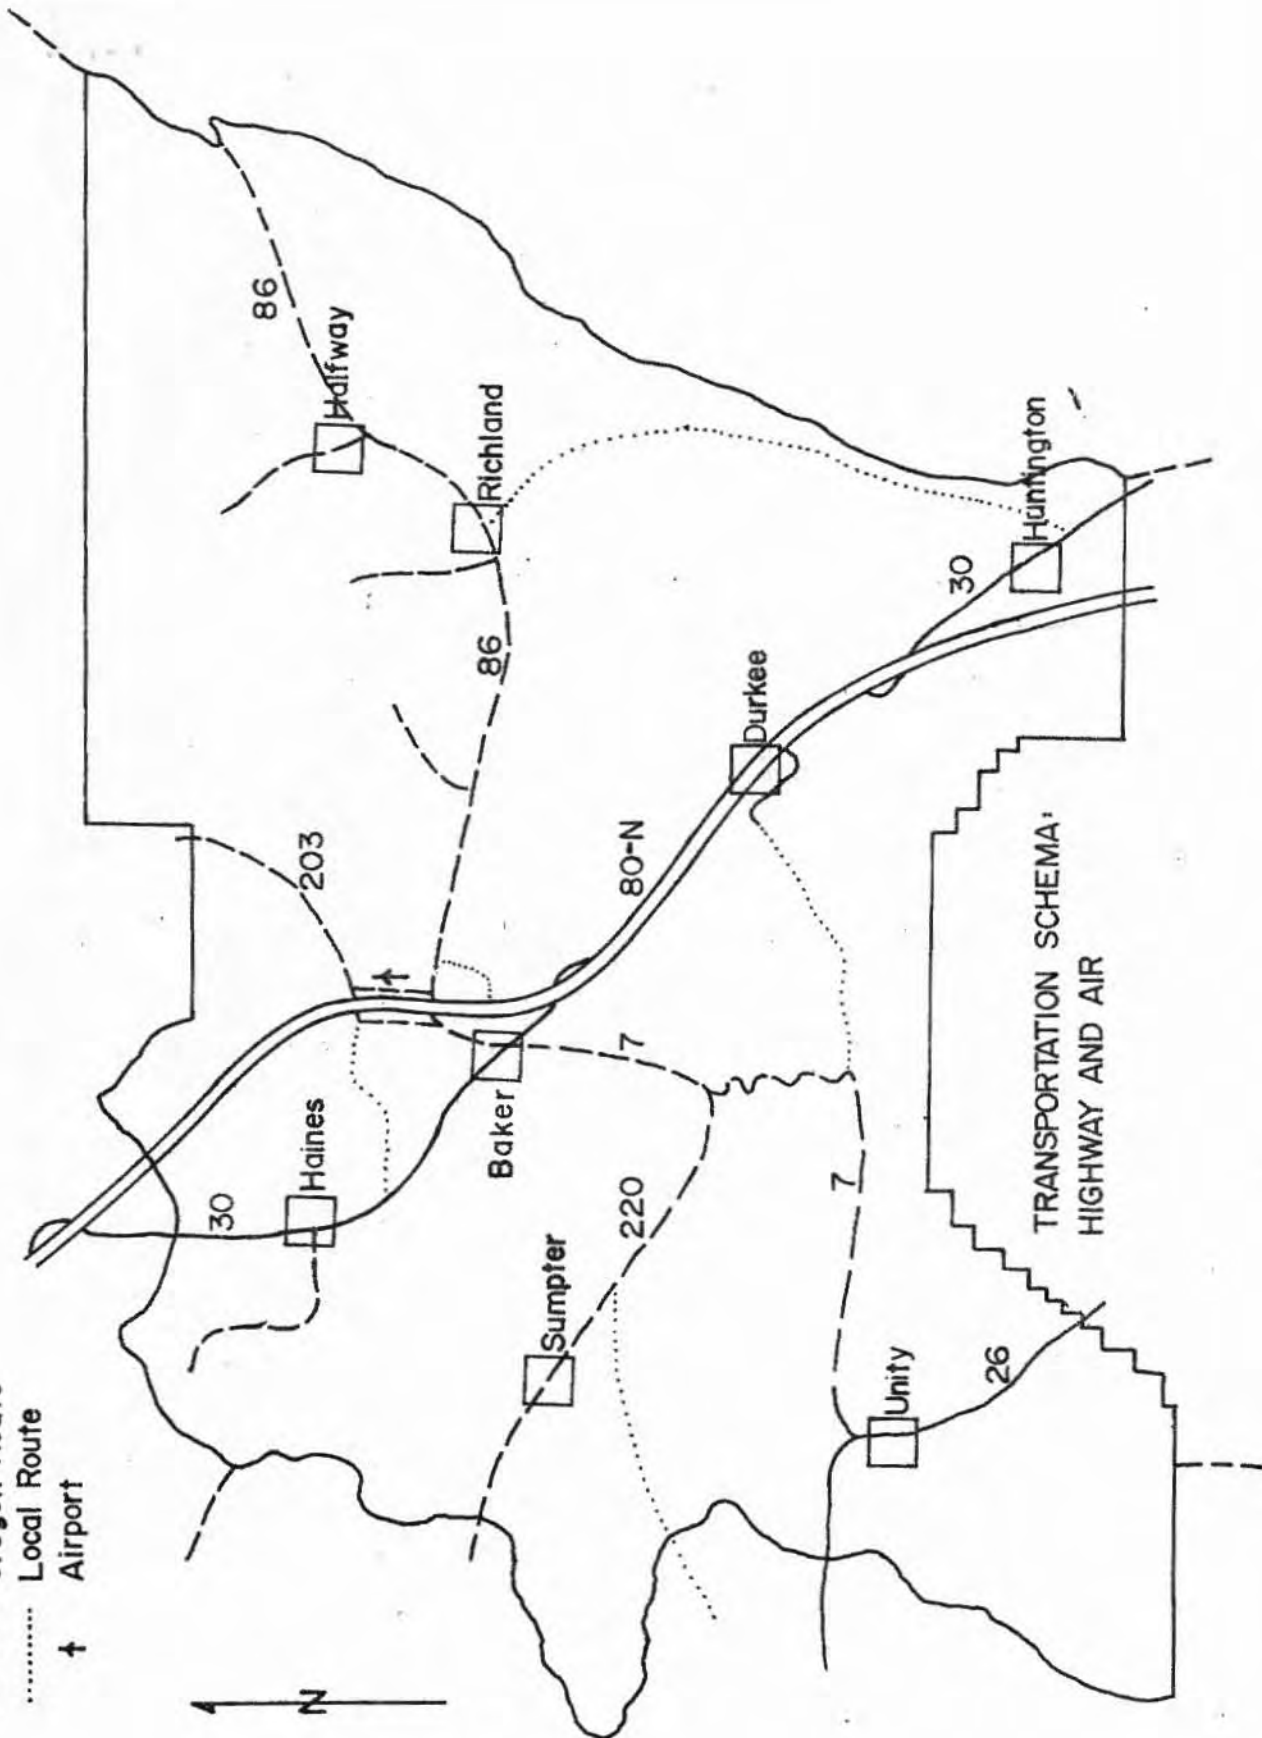 Local Route
Airport
N
86
Halfway
Richland
86
203
Haines
30
Baker
7
80-N
Durkee
30
Huntington
Sumpter
220
7
Unity
26
TRANSPORTATION SCHEMA:
HIGHWAY AND AIR